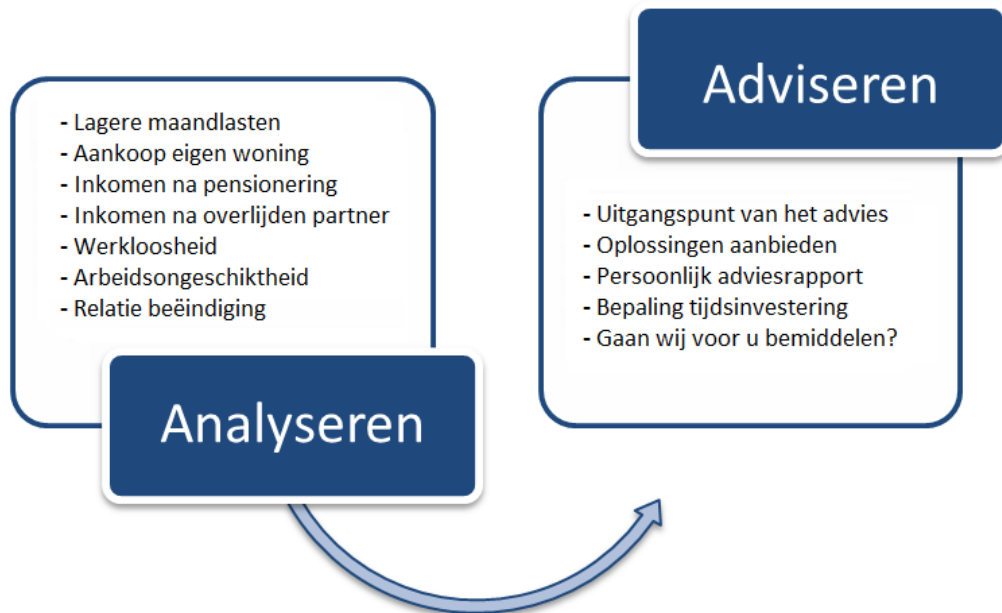 - Lagere maandlasten
- Aankoop eigen woning
- Inkomen na pensionering
- Inkomen na overlijden partner
- Werkloosheid
- Arbeidsongeschiktheid
- Relatie beëindiging
Analyseren
Adviseren
- Uitgangspunt van het advies
- Oplossingen aanbieden
- Persoonlijk adviesrapport
- Bepaling tijdsinvestering
- Gaan wij voor u bemiddelen?